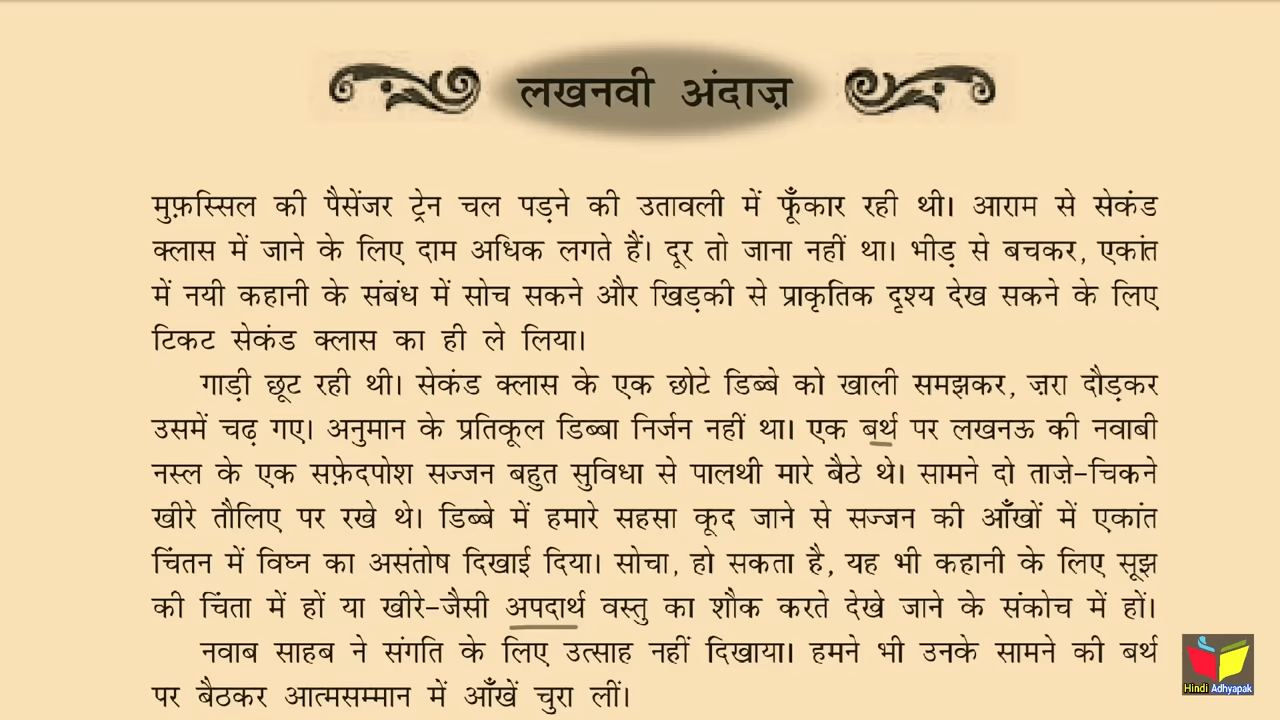 लखनवी अंदाज़
मुफ़स्सिल की पैसेंजर ट्रेन चल पड़ने की उतावली में फूँकार रही थी। आराम से सेकंड
क्लास में जाने के लिए दाम अधिक लगते हैं। दूर तो जाना नहीं था। भीड़ से बचकर, एकांत
में नयी कहानी के संबंध में सोच सकने और खिड़की से प्राकृतिक दृश्य देख सकने के लिए
टिकट सेकंड क्लास का ही ले लिया।
गाड़ी छूट रही थी। सेकंड क्लास के एक छोटे डिब्बे को खाली समझकर, ज़रा दौड़कर
उसमें चढ़ गए। अनुमान के प्रतिकूल डिब्बा निर्जन नहीं था। एक बर्थ पर लखनऊ की नवाबी
नस्ल के एक सफ़ेदपोश सज्जन बहुत सुविधा से पालथी मारे बैठे थे। सामने दो ताज़े-चिकने
खीरे तौलिए पर रखे थे। डिब्बे में हमारे सहसा कूद जाने से सज्जन की आँखों में एकांत
चिंतन में विघ्न का असंतोष दिखाई दिया। सोचा, हो सकता है, यह भी कहानी के लिए सूझ
की चिंता में हों या खीरे-जैसी अपदार्थ वस्तु का शौक करते देखे जाने के संकोच में हों।
नवाब साहब ने संगति के लिए उत्साह नहीं दिखाया। हमने भी उनके सामने की बर्थ
पर बैठकर आत्मसम्मान में आँखें चुरा लीं।
Hindi Adhyapak